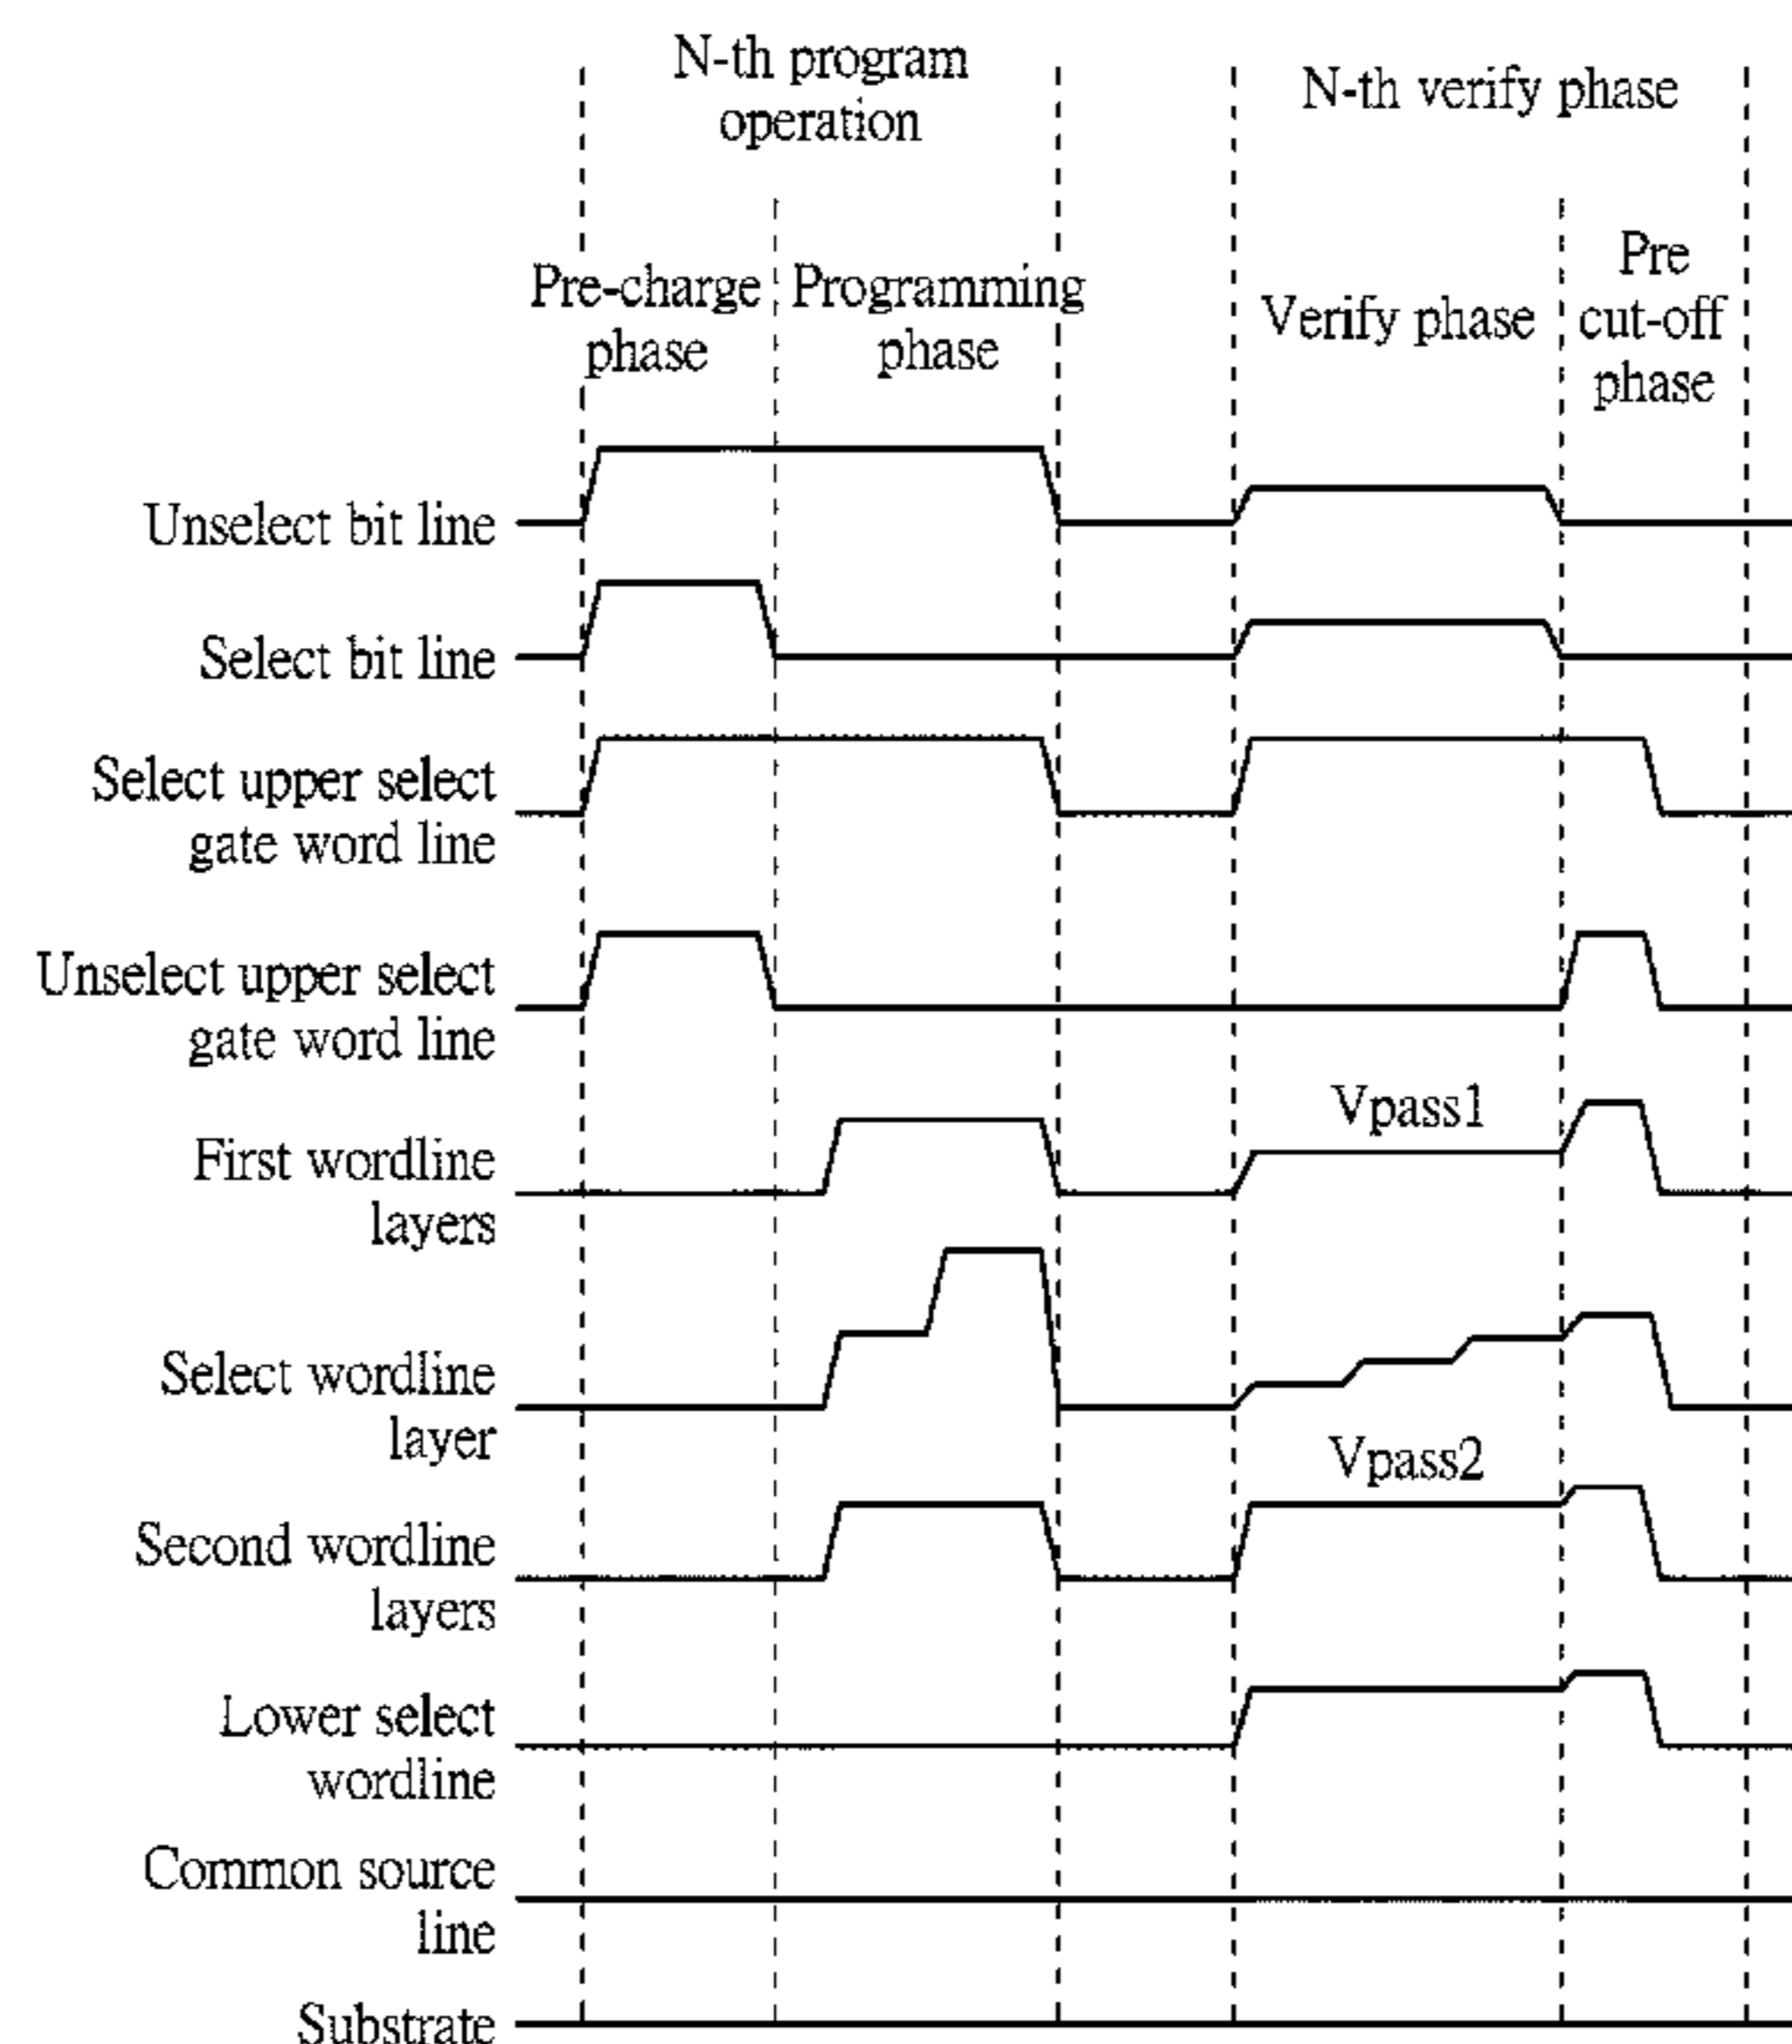 N-th program
operation
N-th verify phase
Pre-charge
phase
Programming
phase
Verify phase
Pre
cut-off
phase
Unselect bit line
Select bit line
Select upper select
gate word line
Unselect upper select
gate word line
Vpass1
First wordline
layers
Select wordline
layer
Vpass2
Second wordline
layers
Lower select
wordline
Common source
line
Substrate